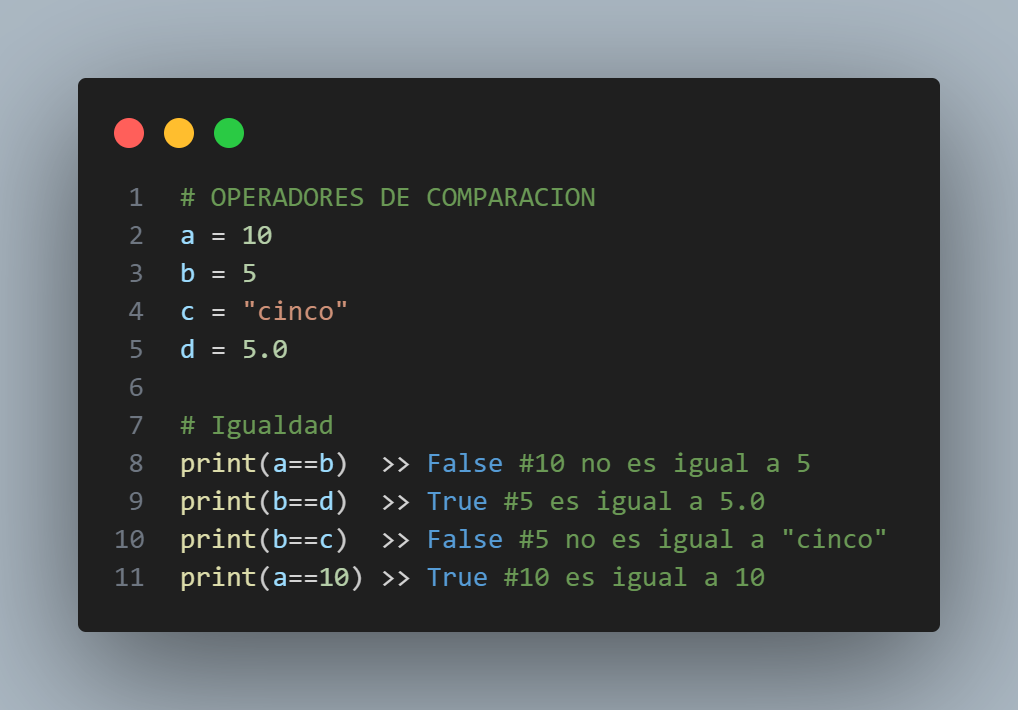 1 # OPERADORES DE COMPARACION
2 a = 10
3 b = 5
4 c = "cinco"
5 d = 5.0
6
7 # Igualdad
8 print(a==b)  >> False #10 no es igual a 5
9 print(b==d)  >> True #5 es igual a 5.0
10 print(b==c)  >> False #5 no es igual a "cinco"
11 print(a==10) >> True #10 es igual a 10